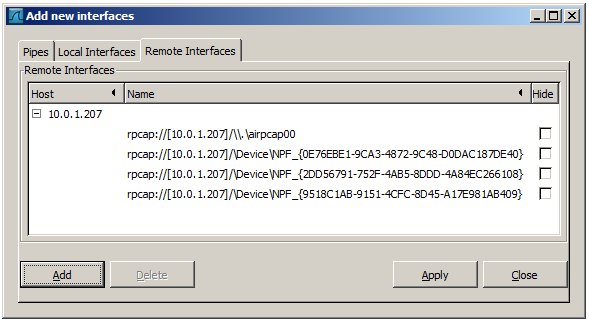 Add new interfaces
Pipes Local Interfaces Remote Interfaces
Remote Interfaces
Host Name Hide
10.0.1.207
rpcap://[10.0.1.207]/\\.\airpcap00
rpcap://[10.0.1.207]/\Device\NPF_{0E76EBE1-9CA3-4872-9C48-D0DAC187DE40}
rpcap://[10.0.1.207]/\Device\NPF_{2DD56791-752F-4AB5-8DDD-4A84EC266108}
rpcap://[10.0.1.207]/\Device\NPF_{9518C1AB-9151-4CFC-8D45-A17E981AB409}
Add Delete Apply Close